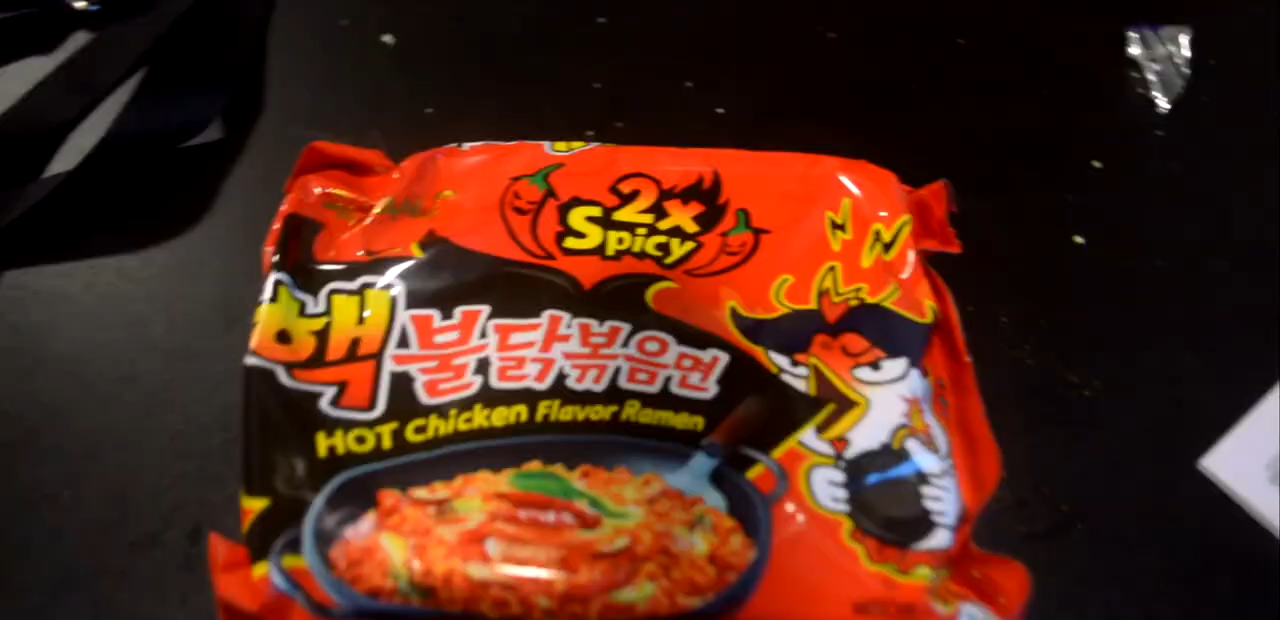 2x
Spicy
핵불닭볶음면
HOT Chicken Flavor Ramen